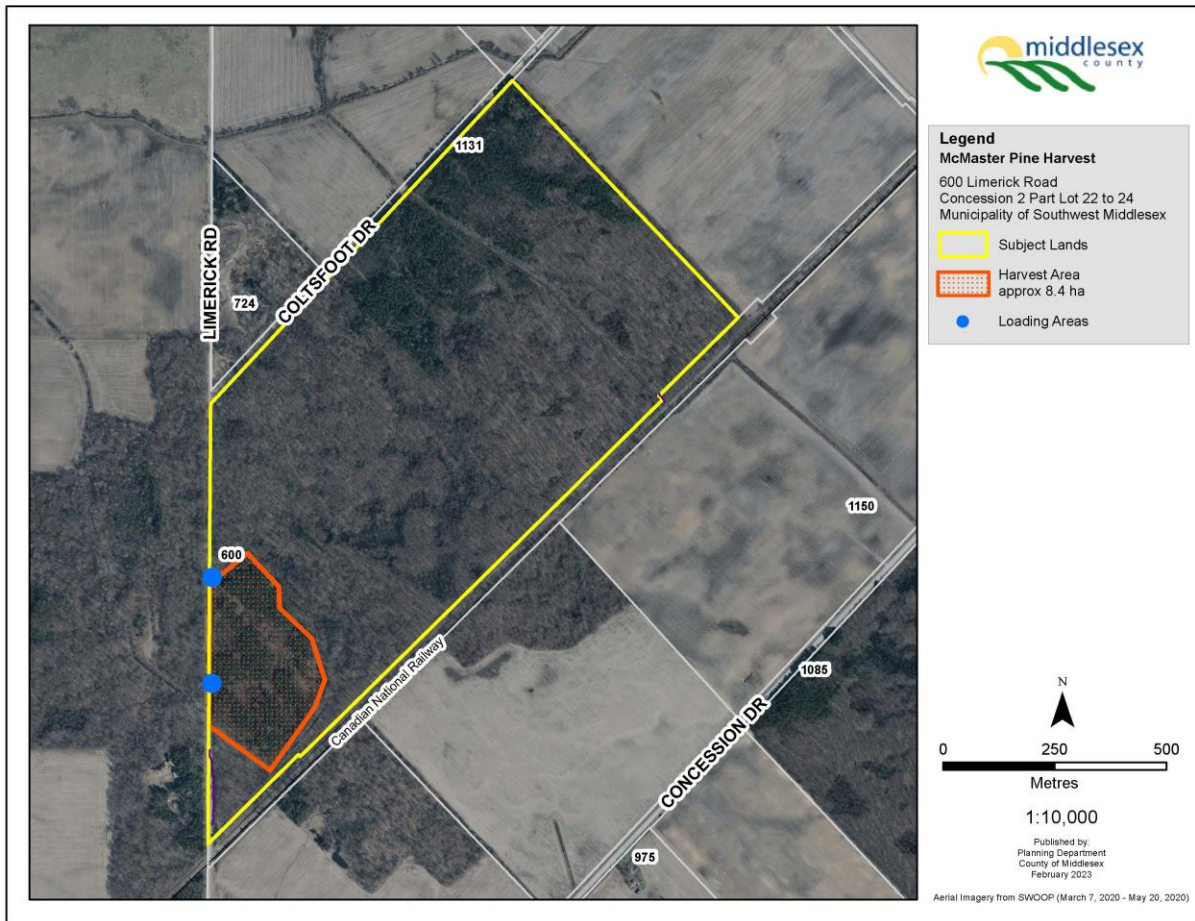 middlesex
county
Legend
McMaster Pine Harvest
600 Limerick Road
Concession 2 Part Lot 22 to 24
Municipality of Southwest Middlesex
Subject Lands
Harvest Area
approx 8.4 ha
Loading Areas
1131
LIMERICK RD
COLTSFOOT DR
724
1150
600
Canadian National Railway
1085
CONCESSION DR
975
N
0 250 500
Metres
1:10,000
Published by:
Planning Department
County of Middlesex
February 2023
Aerial Imagery from SWOOP (March 7, 2020 - May 20, 2020)